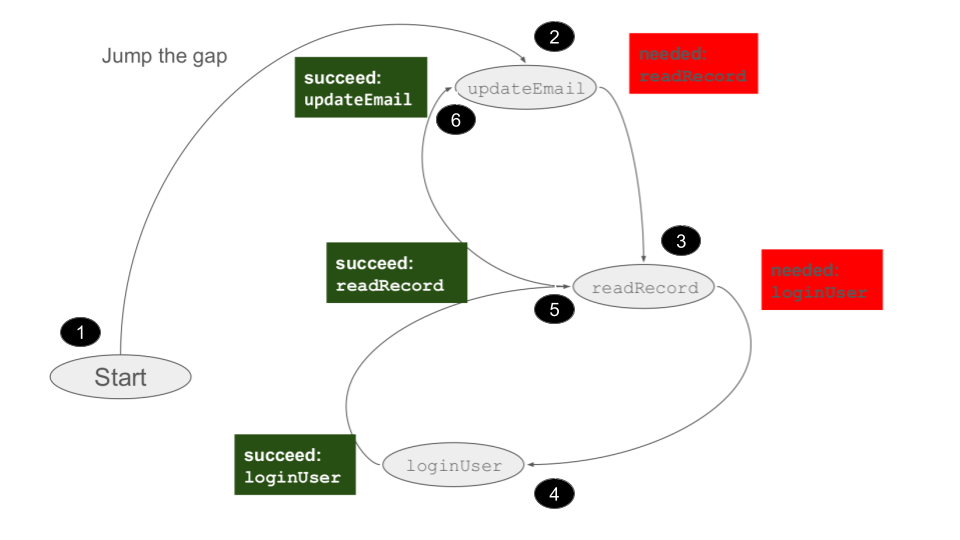 2
Jump the gap
needed:
readRecord
succeed:
updateEmail
updateEmail
6
3
succeed:
readRecord
needed:
loginUser
readRecord
5
1
Start
succeed:
loginUser
loginUser
4